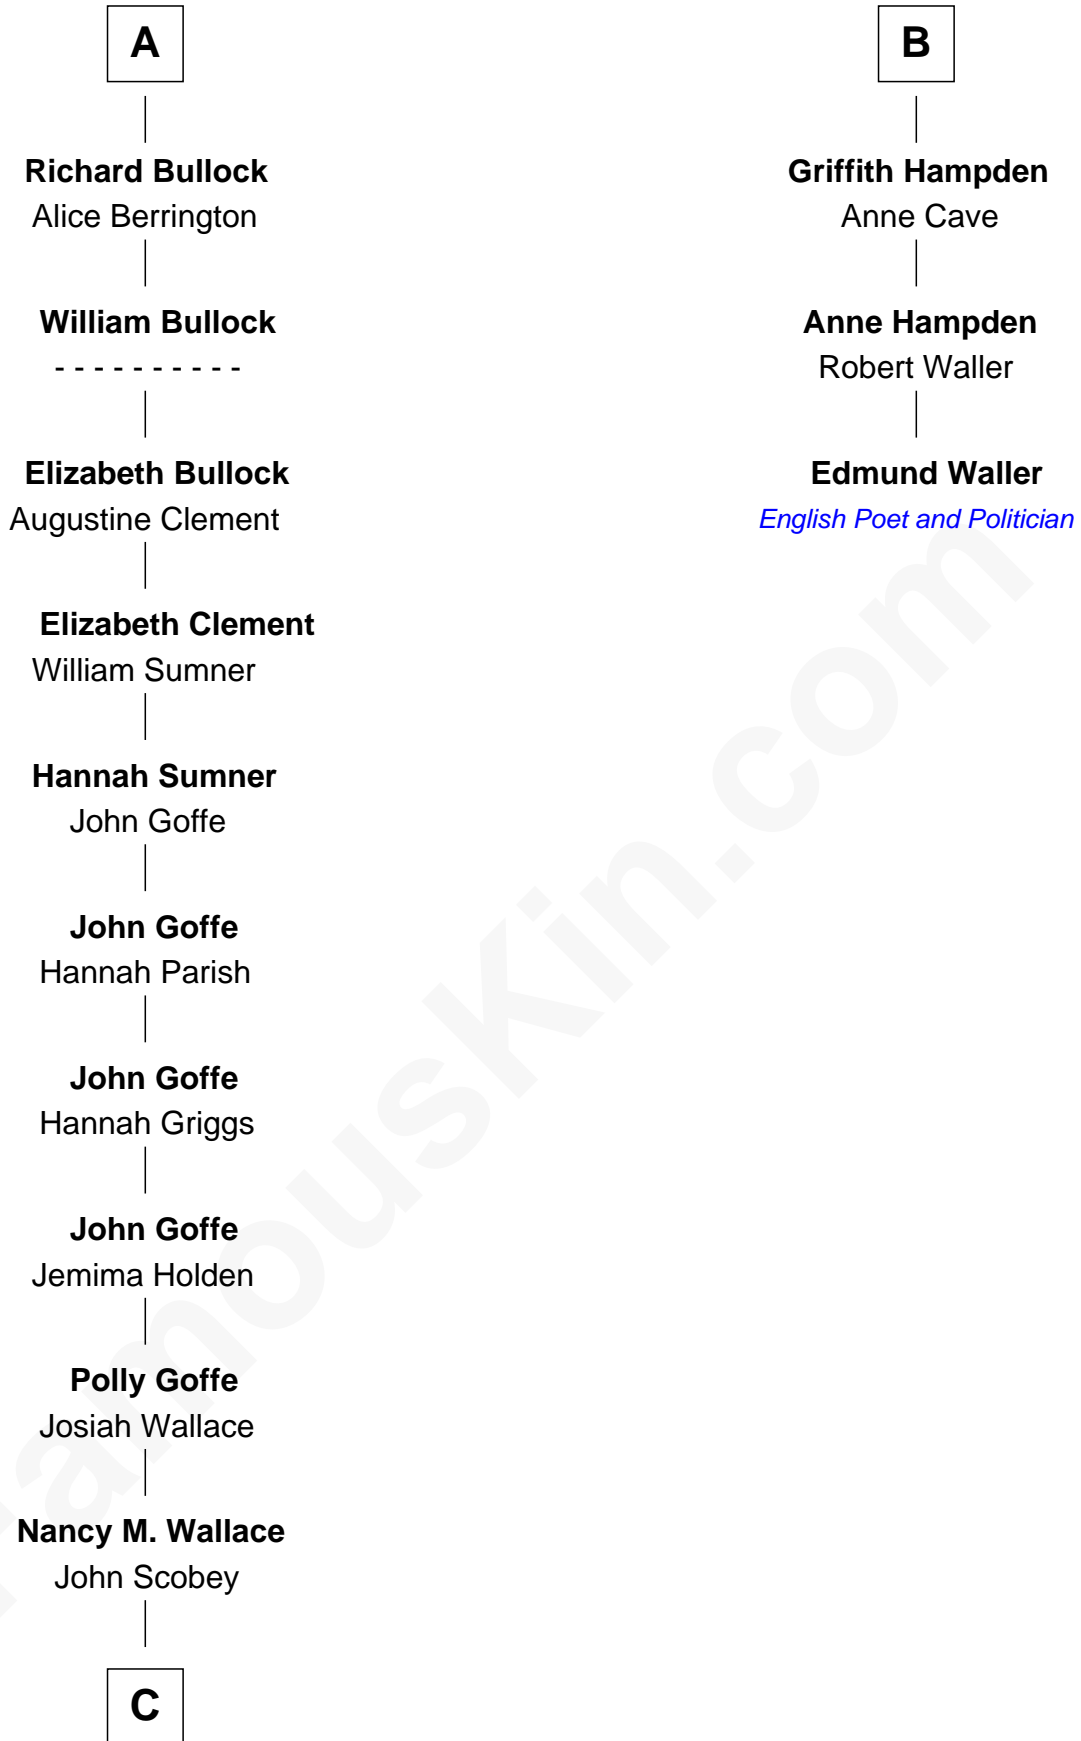 A
Richard Bullock
Alice Berrington
William Bullock
- - - - - - - - - -
Elizabeth Bullock
Augustine Clement
Elizabeth Clement
William Sumner
Hannah Sumner
John Goffe
John Goffe
Hannah Parish
John Goffe
Hannah Griggs
John Goffe
Jemima Holden
Polly Goffe
Josiah Wallace
Nancy M. Wallace
John Scobey
C
B
Griffith Hampden
Anne Cave
Anne Hampden
Robert Waller
Edmund Waller
English Poet and Politician
FamousKin.com